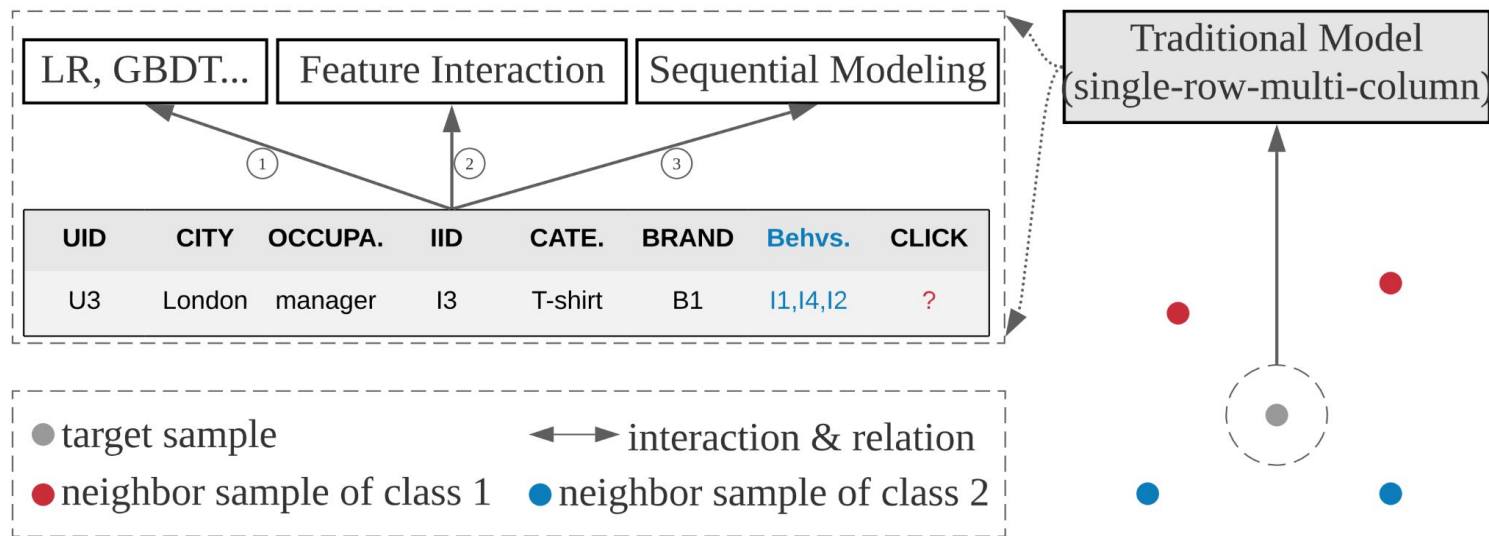 LR, GBDT...
Feature Interaction
Sequential Modeling
Traditional Model
(single-row-multi-column)
1
2
3
UID CITY OCCUPA. IID CATE. BRAND Behvs. CLICK
U3 London manager I3 T-shirt B1 I1,I4,I2 ?
target sample
interaction & relation
neighbor sample of class 1
neighbor sample of class 2